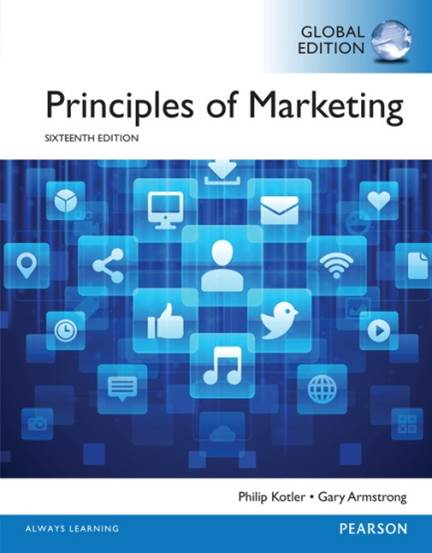 GLOBAL
EDITION
Principles of Marketing
SIXTEENTH EDITION
Philip Kotler • Gary Armstrong
ALWAYS LEARNING
PEARSON